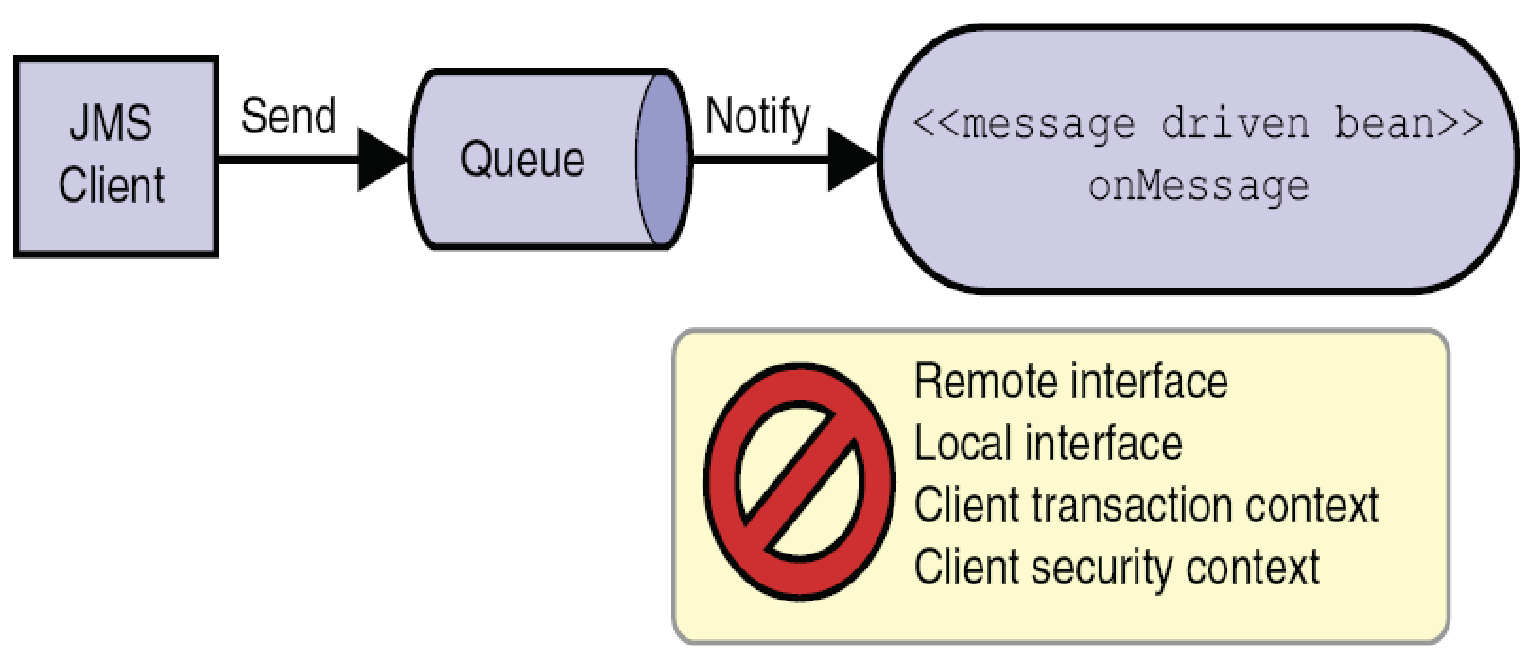 JMS
Client
Send
Queue
Notify
<<message driven bean>>
onMessage
Remote interface
Local interface
Client transaction context
Client security context